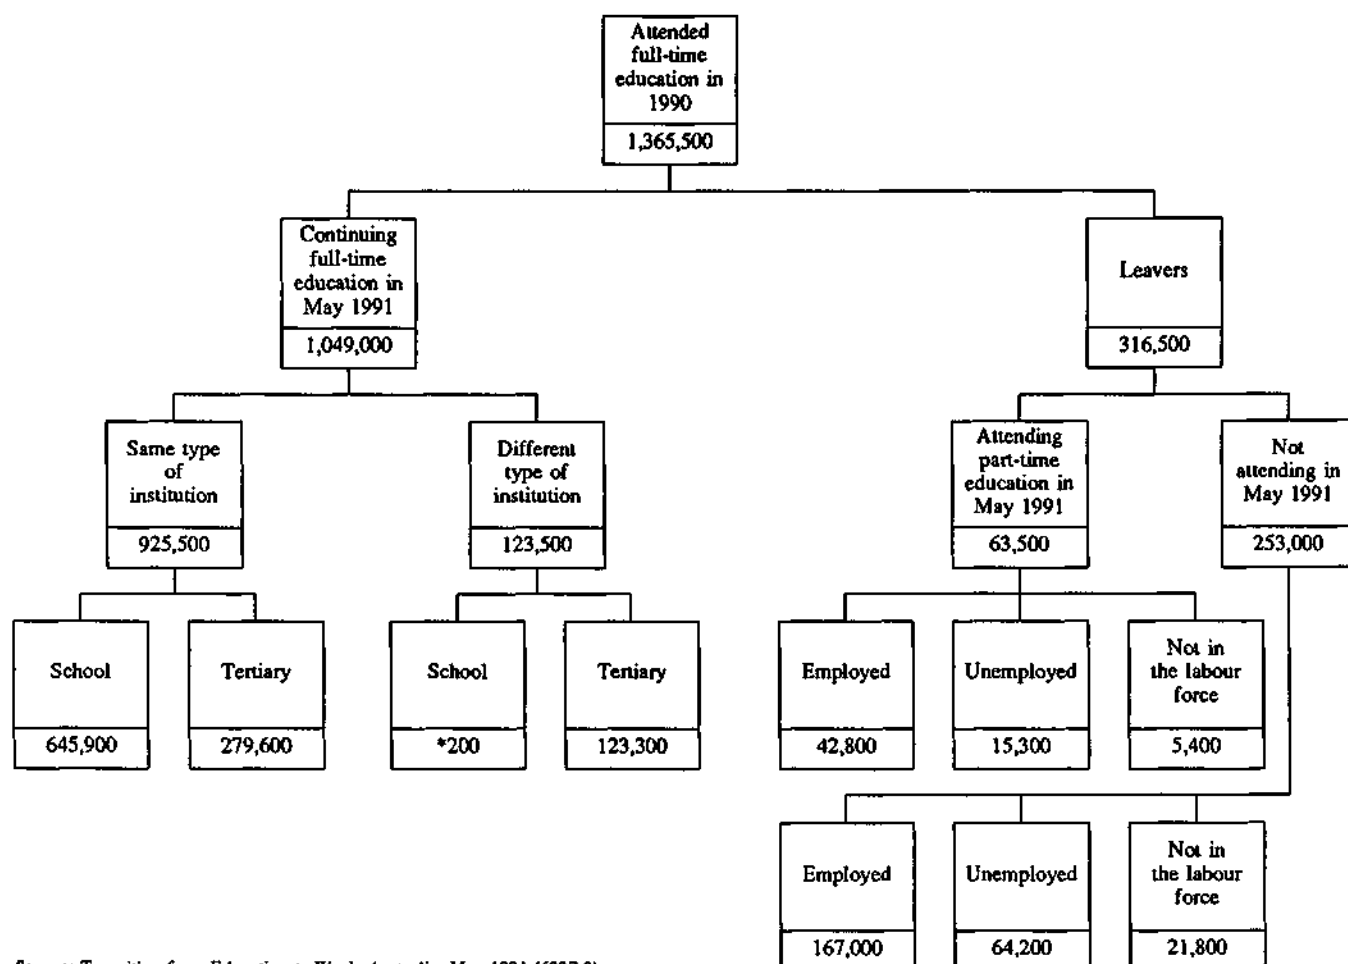 Attended
full-time
education in
1990
1,365,500
Continuing
full-time
education in
May 1991
1,049,000
Leavers
316,500
Same type
of
institution
925,500
Different
type of
institution
123,500
Attending
part-time
education in
May 1991
63,500
Not
attending in
May 1991
253,000
School
645,900
Tertiary
279,600
School
*200
Tertiary
123,300
Employed
42,800
Unemployed
15,300
Not in
the labour
force
5,400
Employed
167,000
Unemployed
64,200
Not in
the labour
force
21,800